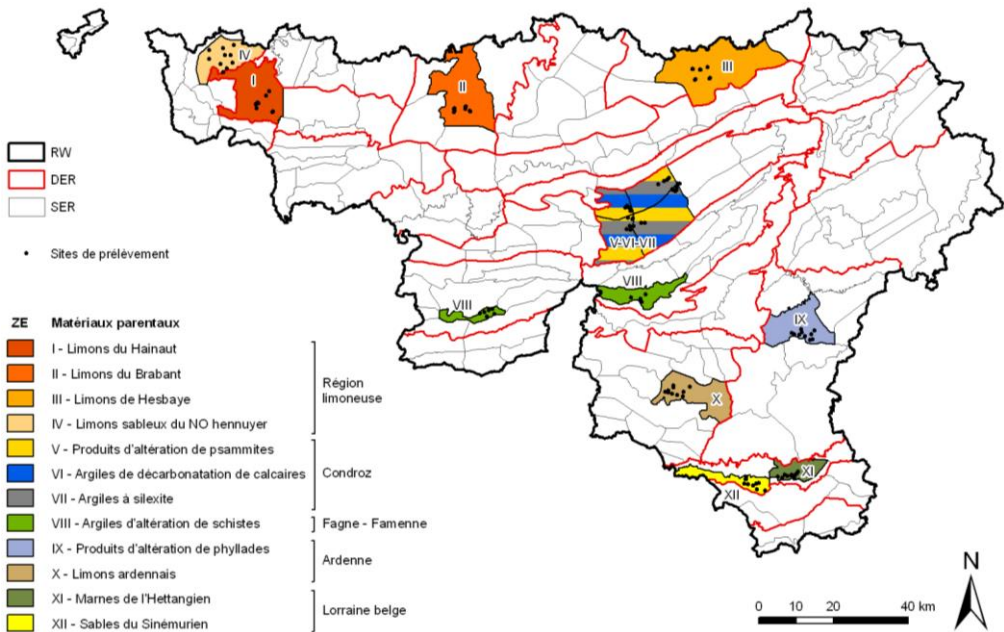 IV
I
II
III
RW
DER
SER
Sites de prélèvement
V-VI-VII
VIII
VIII
IX
X
XI
XII
ZE Matériaux parentaux
I - Limons du Hainaut
II - Limons du Brabant
III - Limons de Hesbaye
IV - Limons sableux du NO hennuyer
Région
limoneuse
V - Produits d'altération de psammites
VI - Argiles de décarbonatation de calcaires
VII - Argiles à silexite
Condroz
VIII - Argiles d'altération de schistes
Fagne - Famenne
IX - Produits d'altération de phyllades
X - Limons ardennais
Ardenne
XI - Marnes de l'Hettangien
XII - Sables du Sinémurien
Lorraine belge
N
0 10 20 40 km